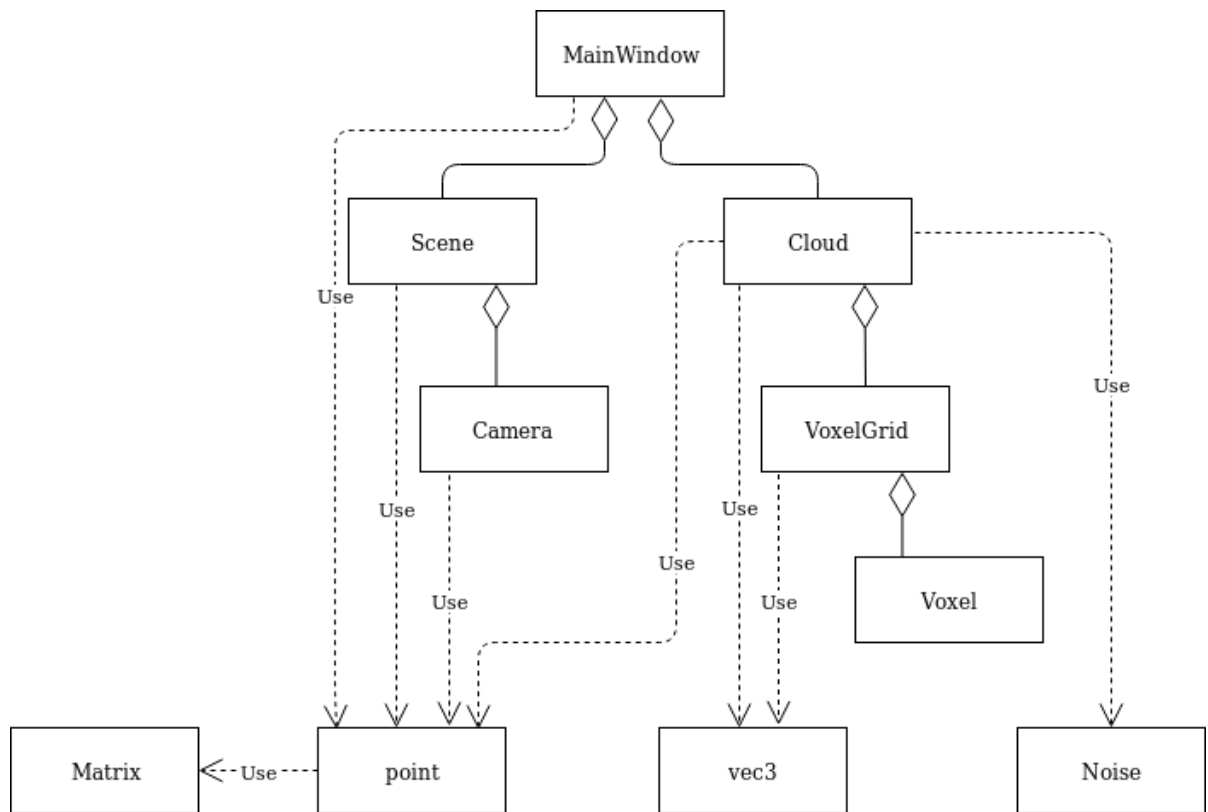 MainWindow
Scene
Cloud
Use
Use
Camera
VoxelGrid
Use
Use
Use
Use
Use
Voxel
Matrix
Use
point
vec3
Noise